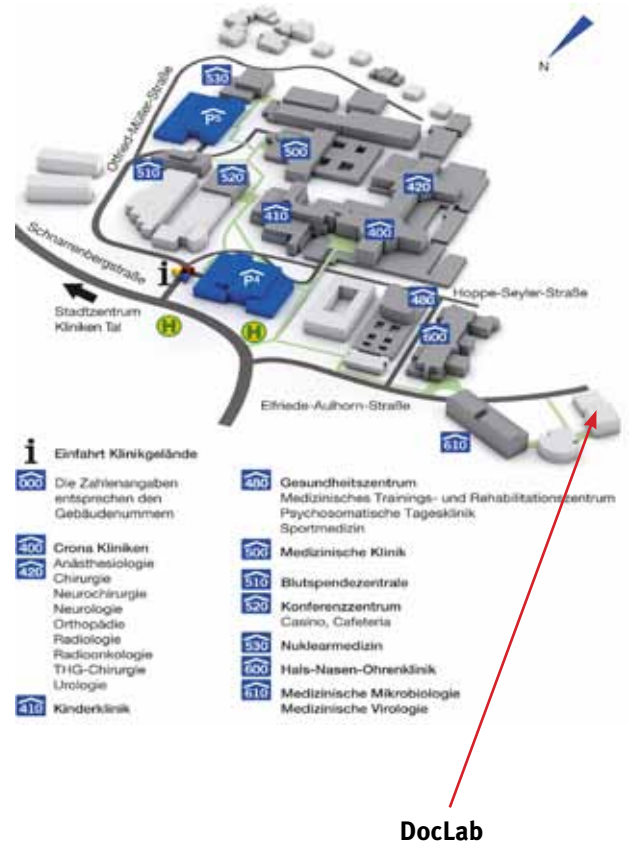 N
530
P5
Otfried-Müller-Straße
500
510
520
420
410
400
Schnarrenbergstraße
i
P4
480
Hoppe-Seyler-Straße
Stadtzentrum
Kliniken Tal
H
H
600
Elfriede-Aulhorn-Straße
610
i Einfahrt Klinikgelände
000 Die Zahlenangaben
entsprechen den
Gebäudenummern
400 Crona Kliniken
420 Anästhesiologie
Chirurgie
Neurochirurgie
Neurologie
Orthopädie
Radiologie
Radioonkologie
THG-Chirurgie
Urologie
410 Kinderklinik
480 Gesundheitszentrum
Medizinisches Trainings- und Rehabilitationszentrum
Psychosomatische Tagesklinik
Sportmedizin
500 Medizinische Klinik
510 Blutspendezentrale
520 Konferenzzentrum
Casino, Cafeteria
530 Nuklearmedizin
600 Hals-Nasen-Ohrenklinik
610 Medizinische Mikrobiologie
Medizinische Virologie
DocLab